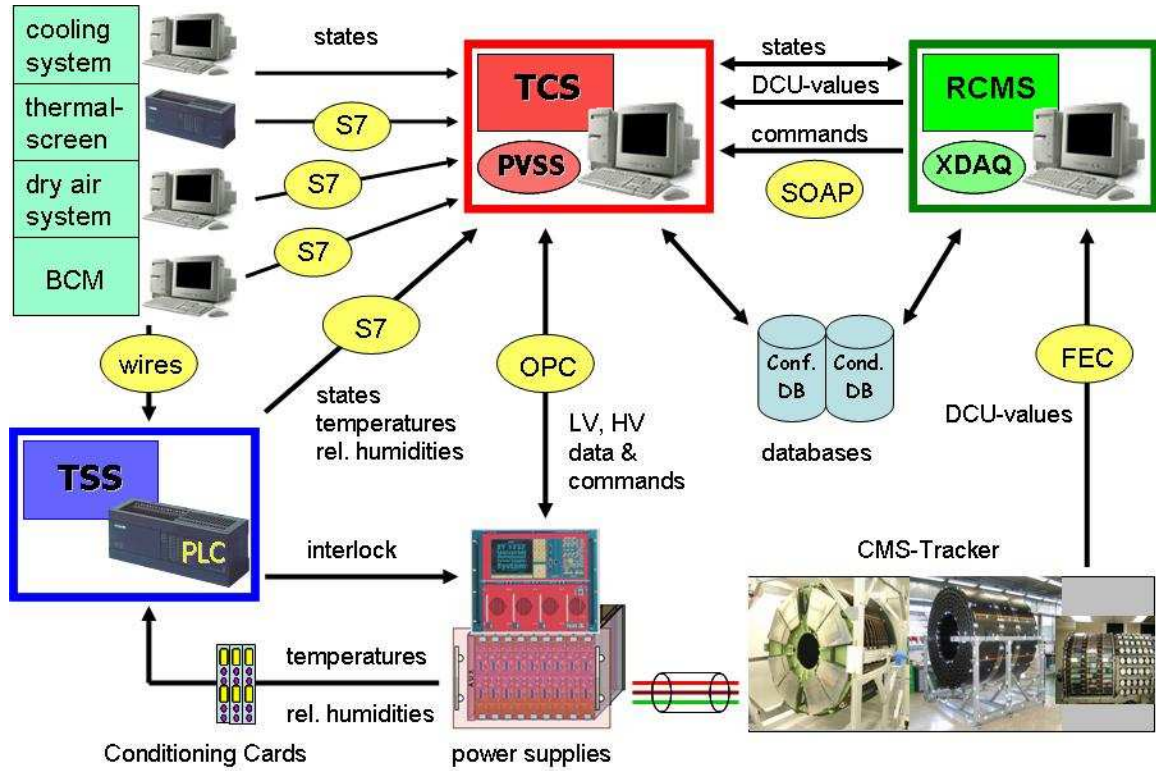 cooling
system
thermal-
screen
dry air
system
BCM
states
S7
S7
S7
S7
wires
TCS
PVSS
states
DCU-values
commands
SOAP
RCMS
XDAQ
OPC
FEC
Conf.
DB
Cond.
DB
databases
DCU-values
states
temperatures
rel. humidities
LV, HV
data &
commands
TSS
PLC
interlock
CMS-Tracker
temperatures
rel. humidities
Conditioning Cards
power supplies